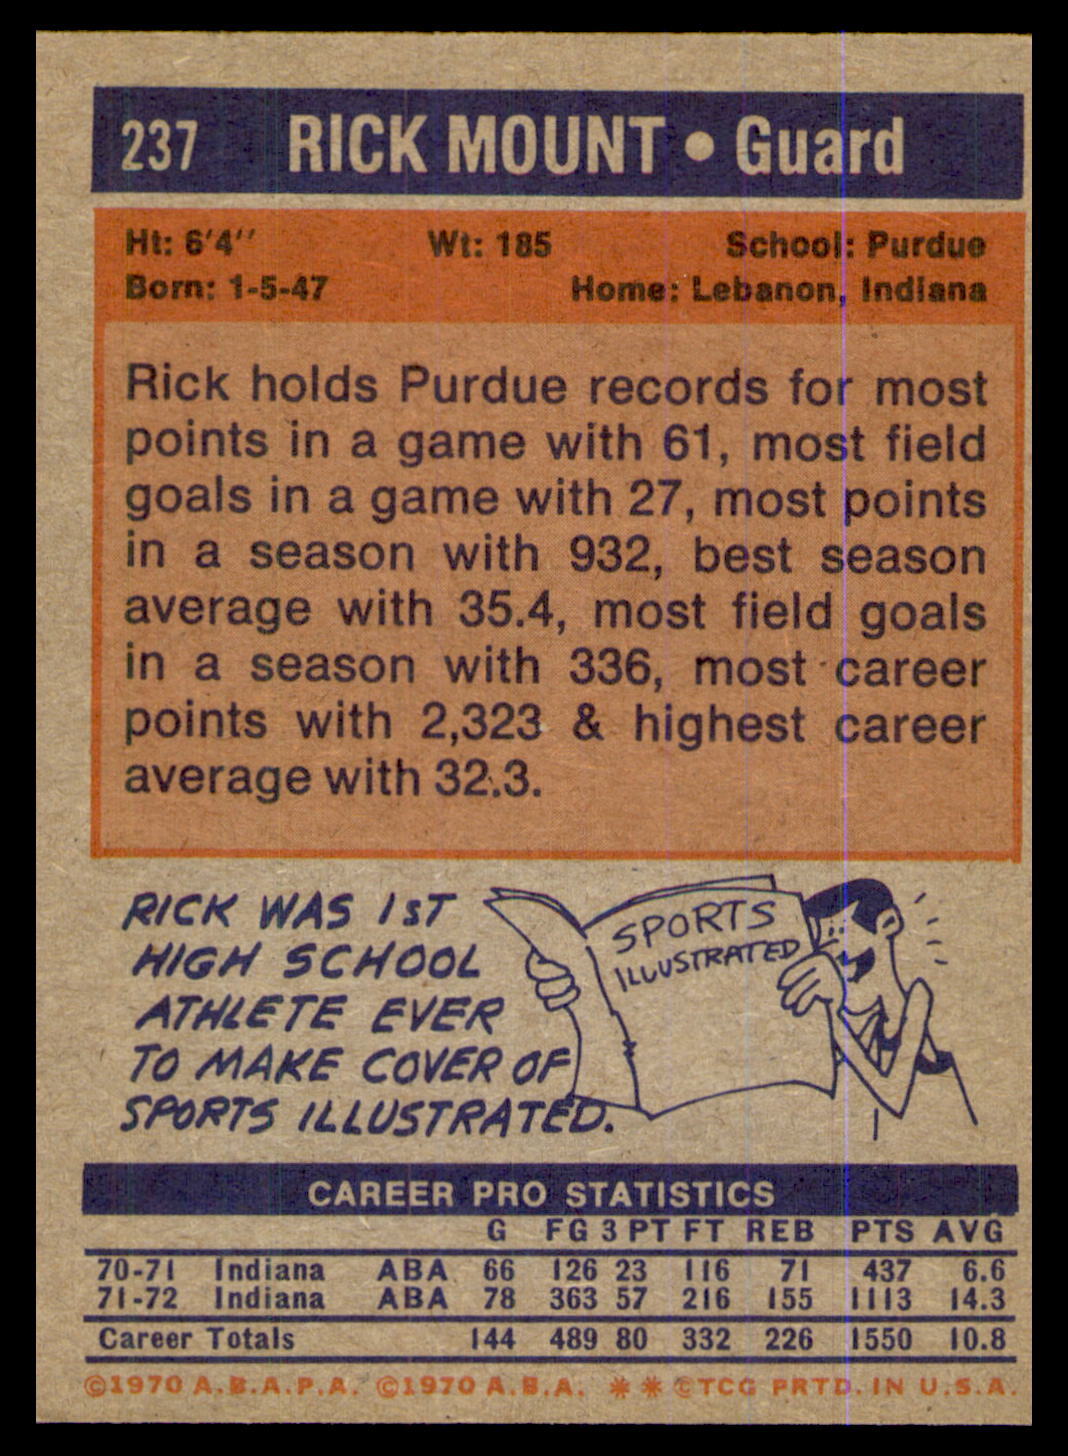 237 RICK MOUNT • Guard
Ht: 6'4'' Wt: 185 School: Purdue
Born: 1-5-47 Home: Lebanon, Indiana
Rick holds Purdue records for most
points in a game with 61, most field
goals in a game with 27, most points
in a season with 932, best season
average with 35.4, most field goals
in a season with 336, most career
points with 2,323 & highest career
average with 32.3.
RICK WAS 1ST
HIGH SCHOOL
ATHLETE EVER
TO MAKE COVER OF
SPORTS ILLUSTRATED.
SPORTS
ILLUSTRATED
CAREER PRO STATISTICS
G FG 3 PT FT REB PTS AVG
70-71 Indiana ABA 66 126 23 116 71 437 6.6
71-72 Indiana ABA 78 363 57 216 155 1113 14.3
Career Totals 144 489 80 332 226 1550 10.8
©1970 A.B.A.P.A. ©1970 A.B.A. ** ©TCG PRTD. IN U.S.A.